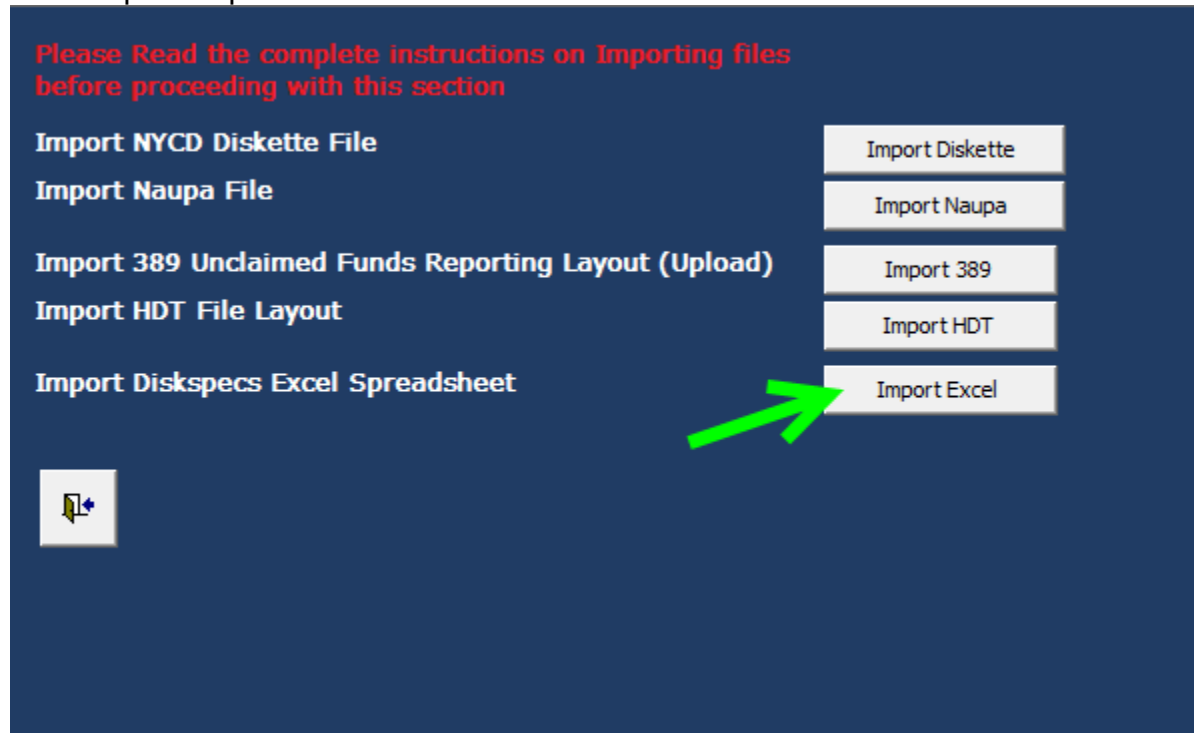 Please Read the complete instructions on Importing files
before proceeding with this section
Import NYCD Diskette File
Import Diskette
Import Naupa File
Import Naupa
Import 389 Unclaimed Funds Reporting Layout (Upload)
Import 389
Import HDT File Layout
Import HDT
Import Diskspecs Excel Spreadsheet
Import Excel